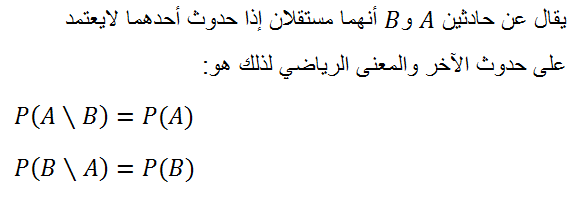 يقال عن حادثين A و B أنهما مستقلان إذا حدوث أحدهما لايعتمد
على حدوث الآخر والمعنى الرياضي لذلك هو:
P(A \ B) = P(A)
P(B \ A) = P(B)